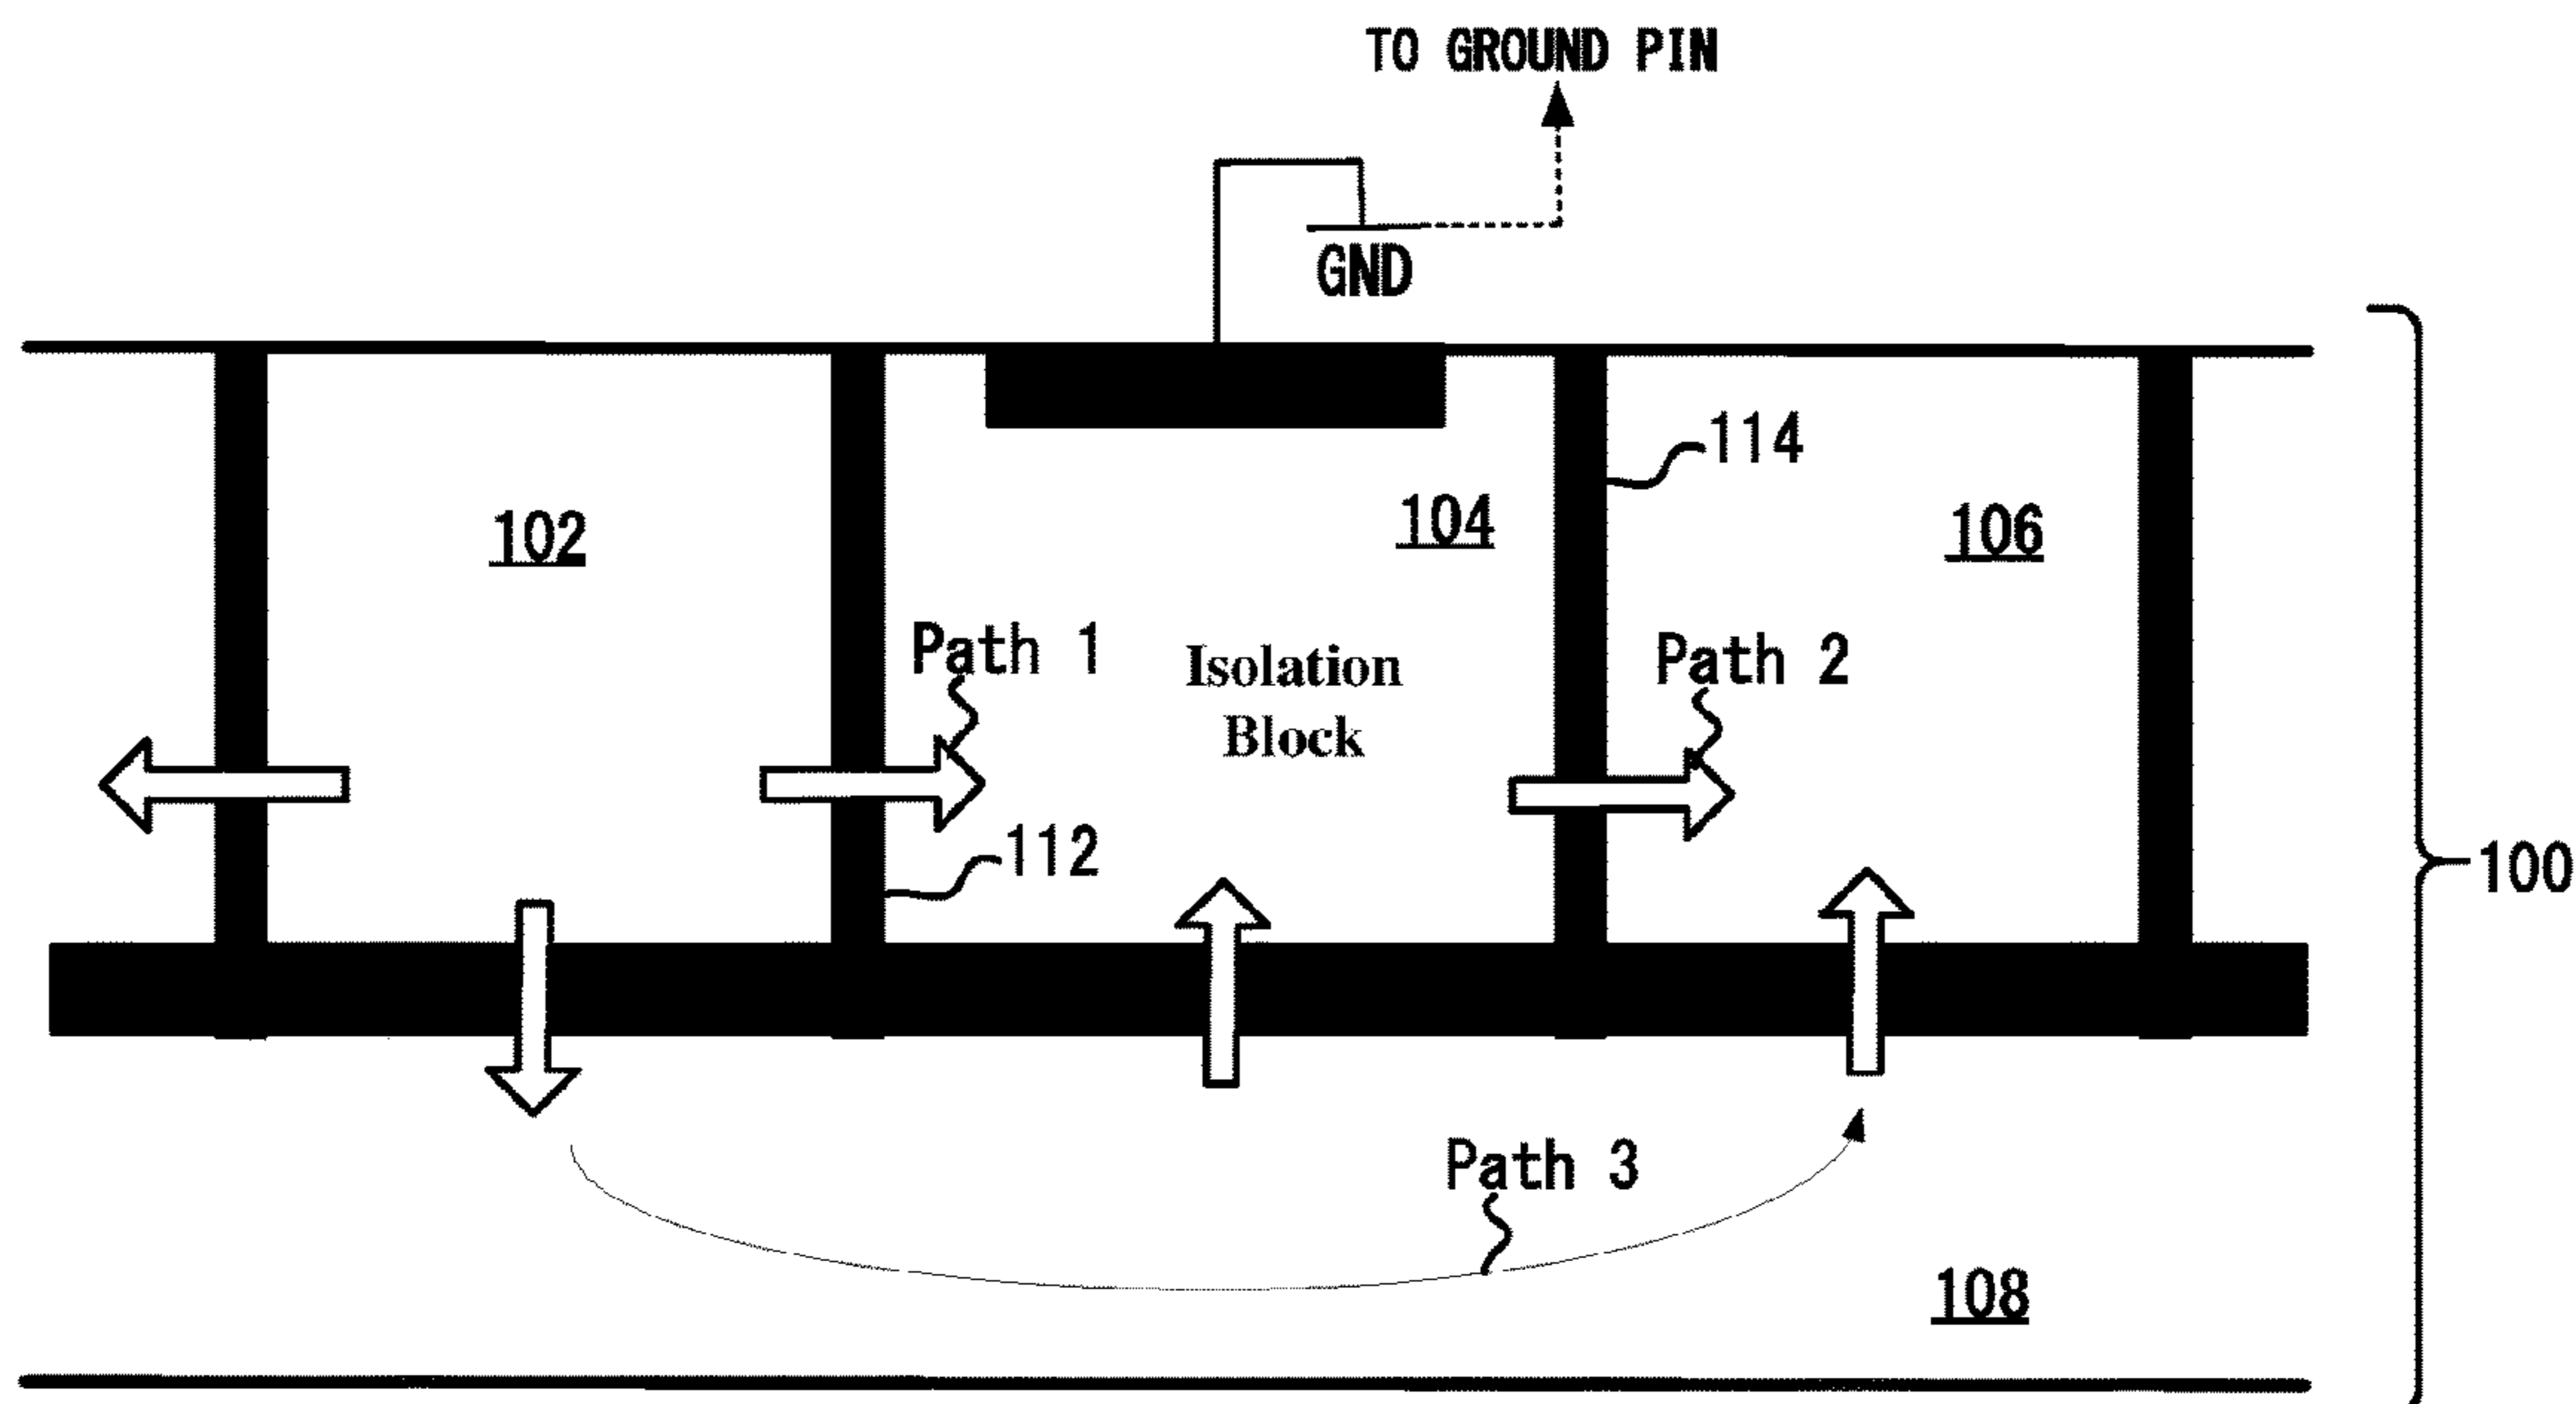 TO GROUND PIN
GND
114
102
104
106
Path 1
Isolation
Block
Path 2
112
100
Path 3
108